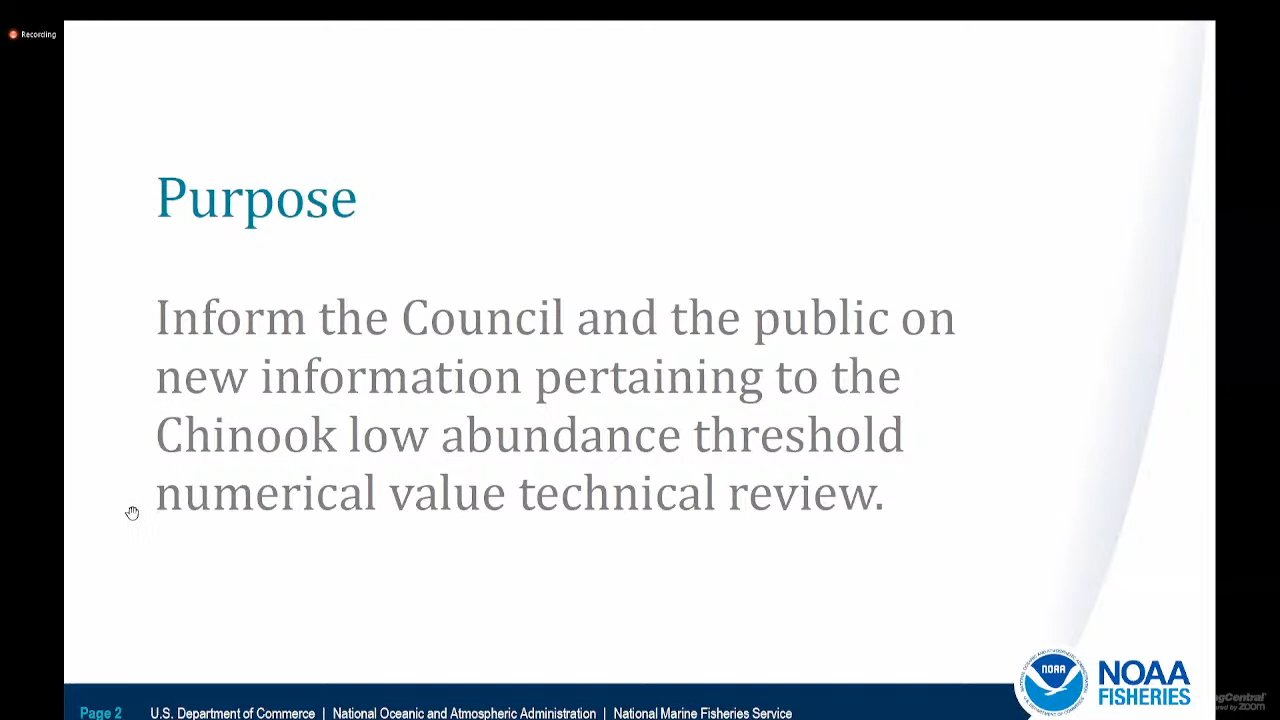 Recording
Purpose
Inform the Council and the public on
new information pertaining to the
Chinook low abundance threshold
numerical value technical review.
NOAA
NOAA
FISHERIES
Page 2
U.S. Department of Commerce | National Oceanic and Atmospheric Administration | National Marine Fisheries Service
zoom